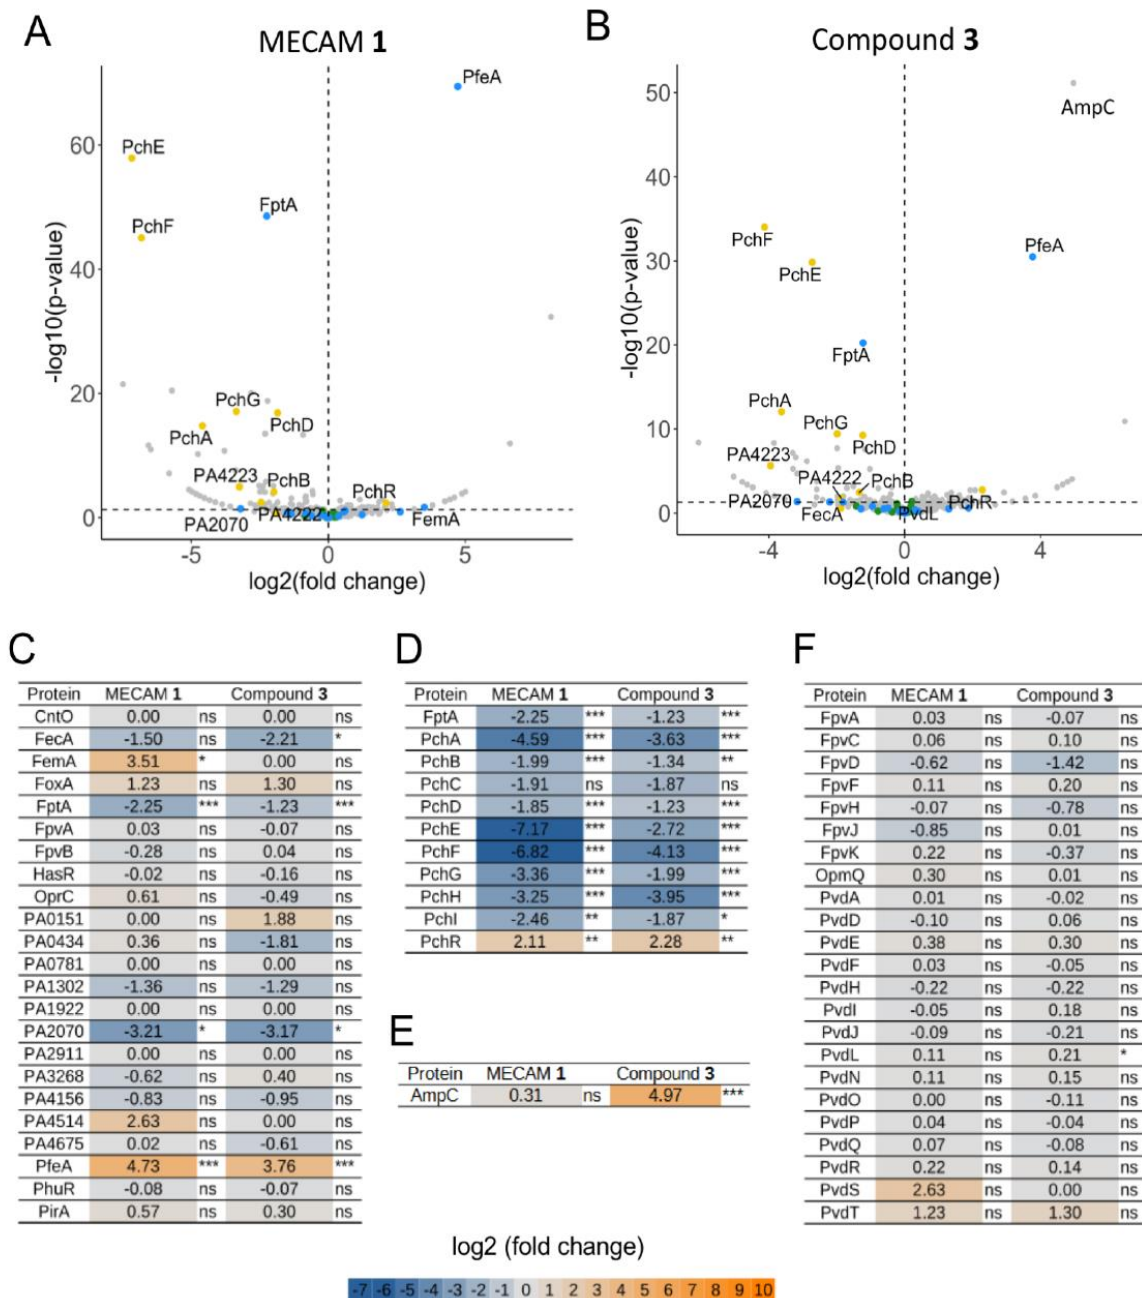 A
MECAM 1
PfeA
60
PchE
FptA
PchF
40
-log10(p-value)
20
PchG
PchD
PchA
PA4223
PchB
PchR
0
PA2070
PA4222
FemA
-5
0
5
log2(fold change)
B
Compound 3
50
AmpC
40
PchF
PfeA
30
PchE
-log10(p-value)
20
FptA
PchA
10
PchG
PchD
PA4223
PA4222
PchB
PA2070
PchR
0
FecA
PvdL
-4
0
4
log2(fold change)
C
Protein MECAM 1 Compound 3
CntO 0.00 ns 0.00 ns
FecA -1.50 ns -2.21 *
FemA 3.51 * 0.00 ns
FoxA 1.23 ns 1.30 ns
FptA -2.25 *** -1.23 ***
FpvA 0.03 ns -0.07 ns
FpvB -0.28 ns 0.04 ns
HasR -0.02 ns -0.16 ns
OprC 0.61 ns -0.49 ns
PA0151 0.00 ns 1.88 ns
PA0434 0.36 ns -1.81 ns
PA0781 0.00 ns 0.00 ns
PA1302 -1.36 ns -1.29 ns
PA1922 0.00 ns 0.00 ns
PA2070 -3.21 * -3.17 *
PA2911 0.00 ns 0.00 ns
PA3268 -0.62 ns 0.40 ns
PA4156 -0.83 ns -0.95 ns
PA4514 2.63 ns 0.00 ns
PA4675 0.02 ns -0.61 ns
PfeA 4.73 *** 3.76 ***
PhuR -0.08 ns -0.07 ns
PirA 0.57 ns 0.30 ns
D
Protein MECAM 1 Compound 3
FptA -2.25 *** -1.23 ***
PchA -4.59 *** -3.63 ***
PchB -1.99 *** -1.34 **
PchC -1.91 ns -1.87 ns
PchD -1.85 *** -1.23 ***
PchE -7.17 *** -2.72 ***
PchF -6.82 *** -4.13 ***
PchG -3.36 *** -1.99 ***
PchH -3.25 *** -3.95 ***
PchI -2.46 ** -1.87 *
PchR 2.11 ** 2.28 **
E
Protein MECAM 1 Compound 3
AmpC 0.31 ns 4.97 ***
F
Protein MECAM 1 Compound 3
FpvA 0.03 ns -0.07 ns
FpvC 0.06 ns 0.10 ns
FpvD -0.62 ns -1.42 ns
FpvF 0.11 ns 0.20 ns
FpvH -0.07 ns -0.78 ns
FpvJ -0.85 ns 0.01 ns
FpvK 0.22 ns -0.37 ns
OpmQ 0.30 ns 0.01 ns
PvdA 0.01 ns -0.02 ns
PvdD -0.10 ns 0.06 ns
PvdE 0.38 ns 0.30 ns
PvdF 0.03 ns -0.05 ns
PvdH -0.22 ns -0.22 ns
PvdI -0.05 ns 0.18 ns
PvdJ -0.09 ns -0.21 ns
PvdL 0.11 ns 0.21 *
PvdN 0.11 ns 0.15 ns
PvdO 0.00 ns -0.11 ns
PvdP 0.04 ns -0.04 ns
PvdQ 0.07 ns -0.08 ns
PvdR 0.22 ns 0.14 ns
PvdS 2.63 ns 0.00 ns
PvdT 1.23 ns 1.30 ns
log2 (fold change)
-7 -6 -5 -4 -3 -2 -1 0 1 2 3 4 5 6 7 8 9 10